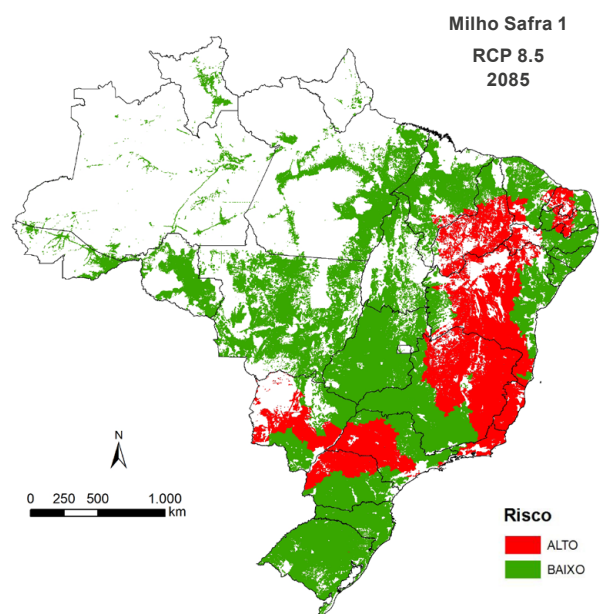 Milho Safra 1
RCP 8.5
2085
N
0 250 500 1.000
km
Risco
ALTO
BAIXO